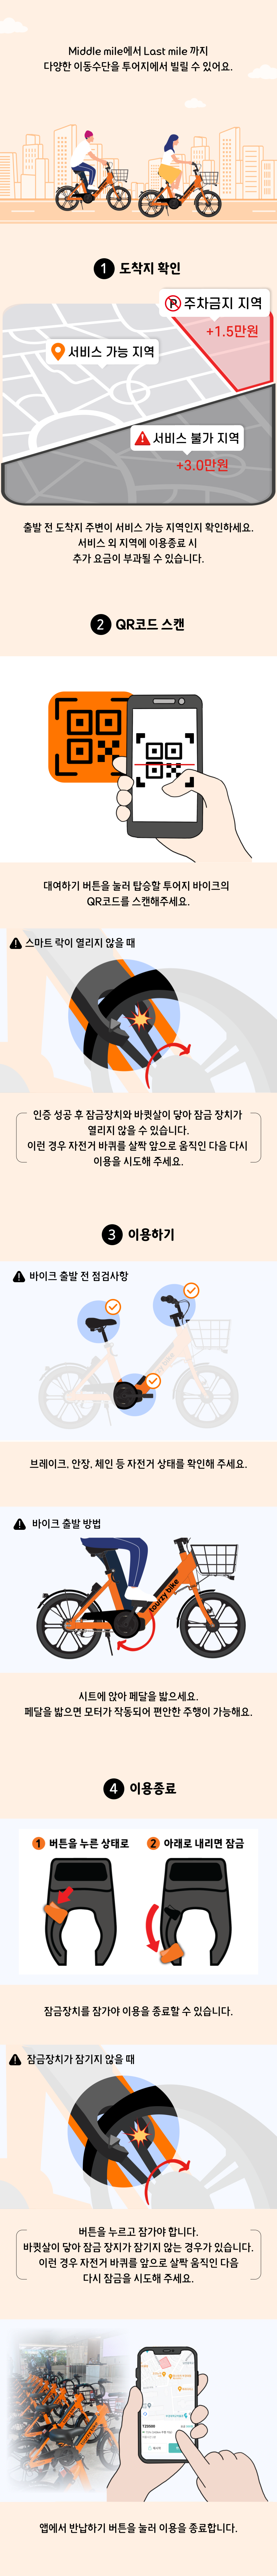 Middle mile에서 Last mile 까지
다양한 이동수단을 투어지에서 빌릴 수 있어요.
1 도착지 확인
주차금지 지역
+1.5만원
서비스 가능 지역
서비스 불가 지역
+3.0만원
출발 전 도착지 주변이 서비스 가능 지역인지 확인하세요.
서비스 외 지역에 이용종료 시
추가 요금이 부과될 수 있습니다.
2 QR코드 스캔
대여하기 버튼을 눌러 탑승할 투어지 바이크의
QR코드를 스캔해주세요.
스마트 락이 열리지 않을 때
인증 성공 후 잠금장치와 바큇살이 닿아 잠금 장치가
열리지 않을 수 있습니다.
이런 경우 자전거 바퀴를 살짝 앞으로 움직인 다음 다시
이용을 시도해 주세요.
3 이용하기
바이크 출발 전 점검사항
브레이크, 안장, 체인 등 자전거 상태를 확인해 주세요.
바이크 출발 방법
tourzy bike
시트에 앉아 페달을 밟으세요.
페달을 밟으면 모터가 작동되어 편안한 주행이 가능해요.
4 이용종료
1 버튼을 누른 상태로
2 아래로 내리면 잠금
잠금장치를 잠가야 이용을 종료할 수 있습니다.
잠금장치가 잠기지 않을 때
버튼을 누르고 잠가야 합니다.
바큇살이 닿아 잠금 장치가 잠기지 않는 경우가 있습니다.
이런 경우 자전거 바퀴를 앞으로 살짝 움직인 다음
다시 잠금을 시도해 주세요.
앱에서 반납하기 버튼을 눌러 이용을 종료합니다.